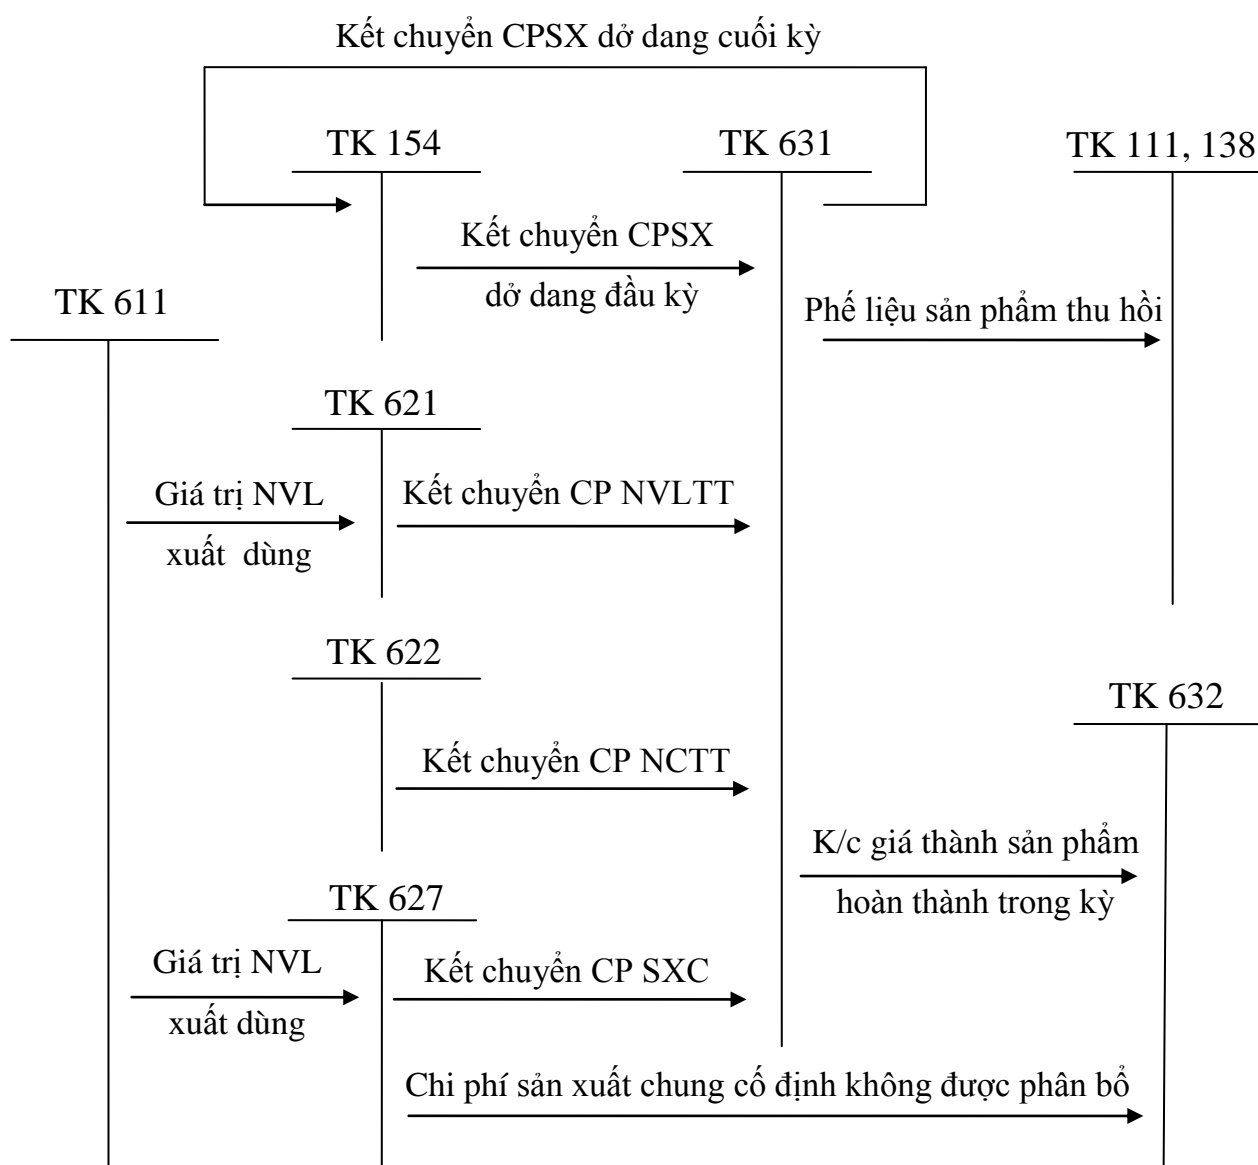 Kết chuyển CPSX dở dang cuối kỳ
TK 154
TK 631
TK 111, 138
Kết chuyển CPSX
dở dang đầu kỳ
TK 611
Phế liệu sản phẩm thu hồi
TK 621
Giá trị NVL
xuất dùng
Kết chuyển CP NVLTT
TK 622
TK 632
Kết chuyển CP NCTT
K/c giá thành sản phẩm
hoàn thành trong kỳ
TK 627
Giá trị NVL
xuất dùng
Kết chuyển CP SXC
Chi phí sản xuất chung cố định không được phân bổ